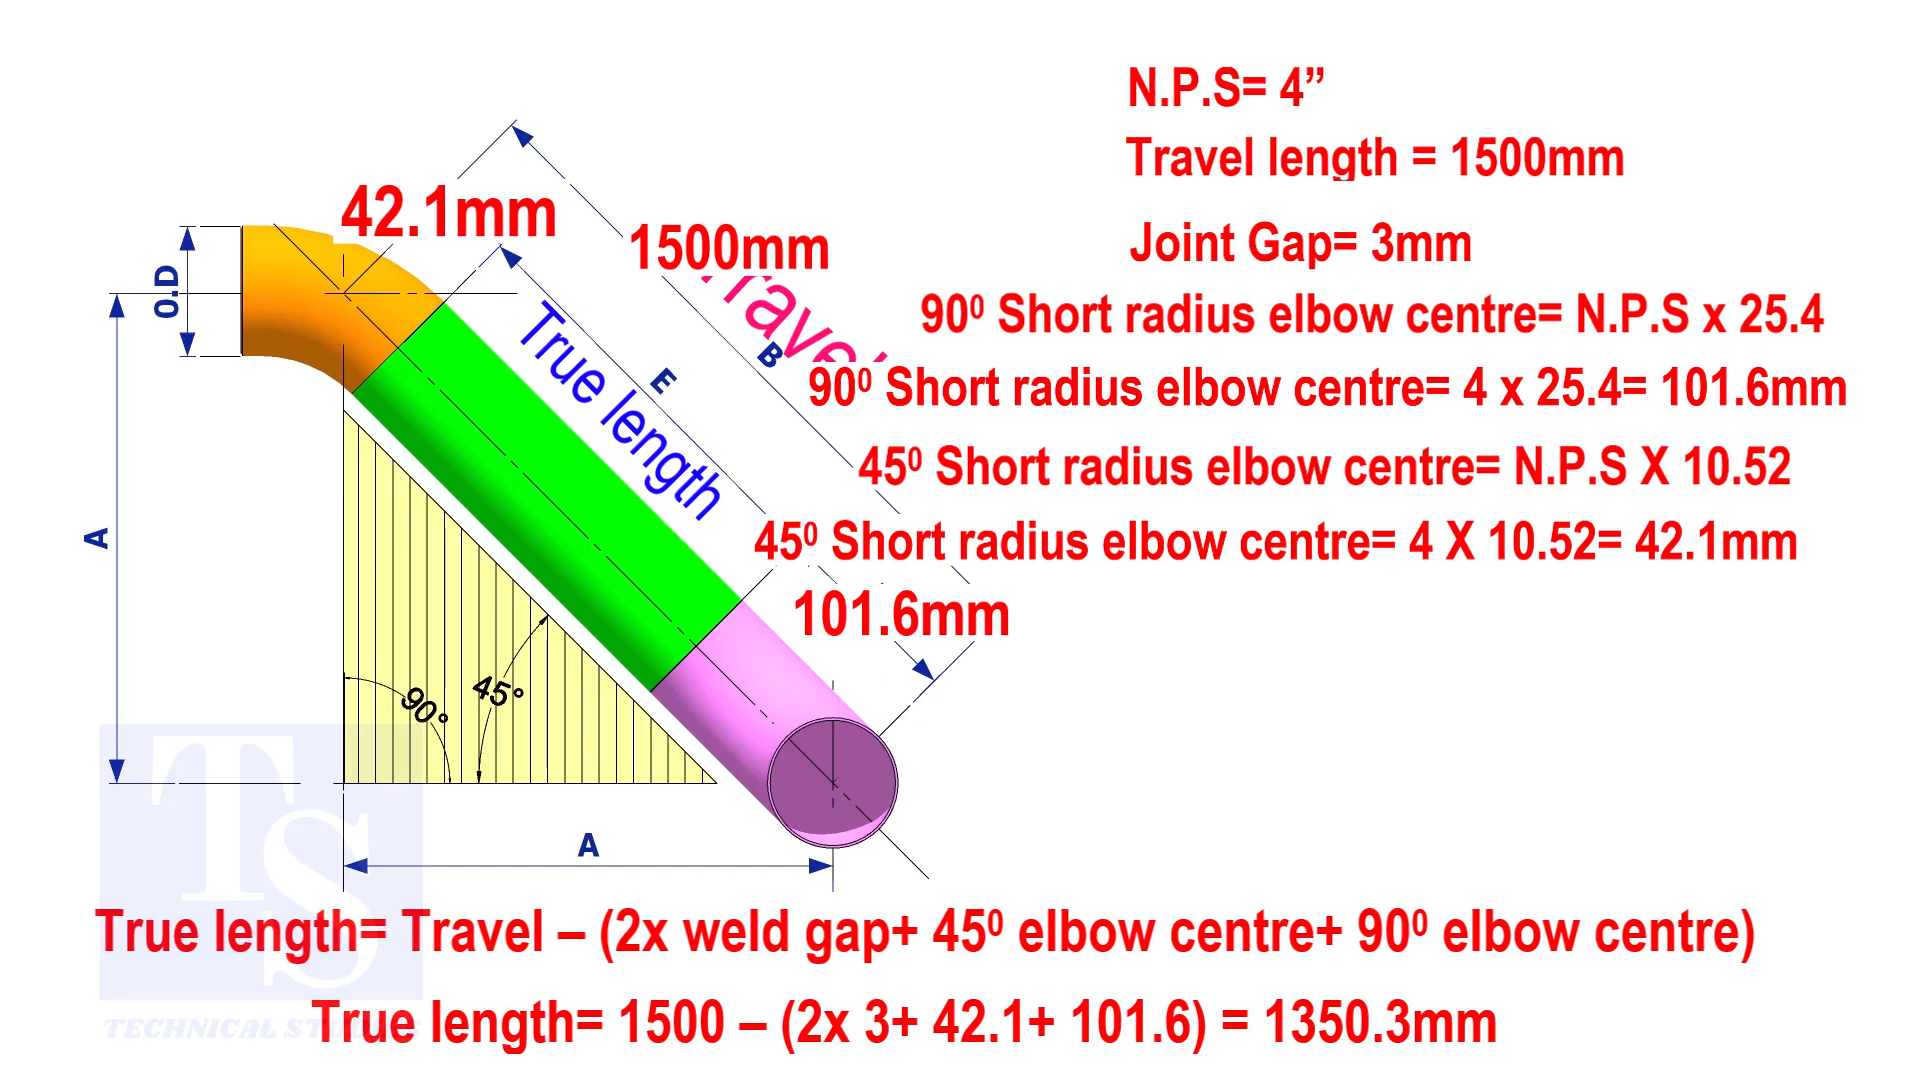 N.P.S= 4”
Travel length = 1500mm
42.1mm
1500mm
Joint Gap= 3mm
O.D
Travel
90⁰ Short radius elbow centre= N.P.S x 25.4
True length
E
B
90⁰ Short radius elbow centre= 4 x 25.4= 101.6mm
45⁰ Short radius elbow centre= N.P.S X 10.52
A
45⁰ Short radius elbow centre= 4 X 10.52= 42.1mm
101.6mm
90°
45°
TS
A
True length= Travel – (2x weld gap+ 45⁰ elbow centre+ 90⁰ elbow centre)
True length= 1500 – (2x 3+ 42.1+ 101.6) = 1350.3mm
TECHNICAL